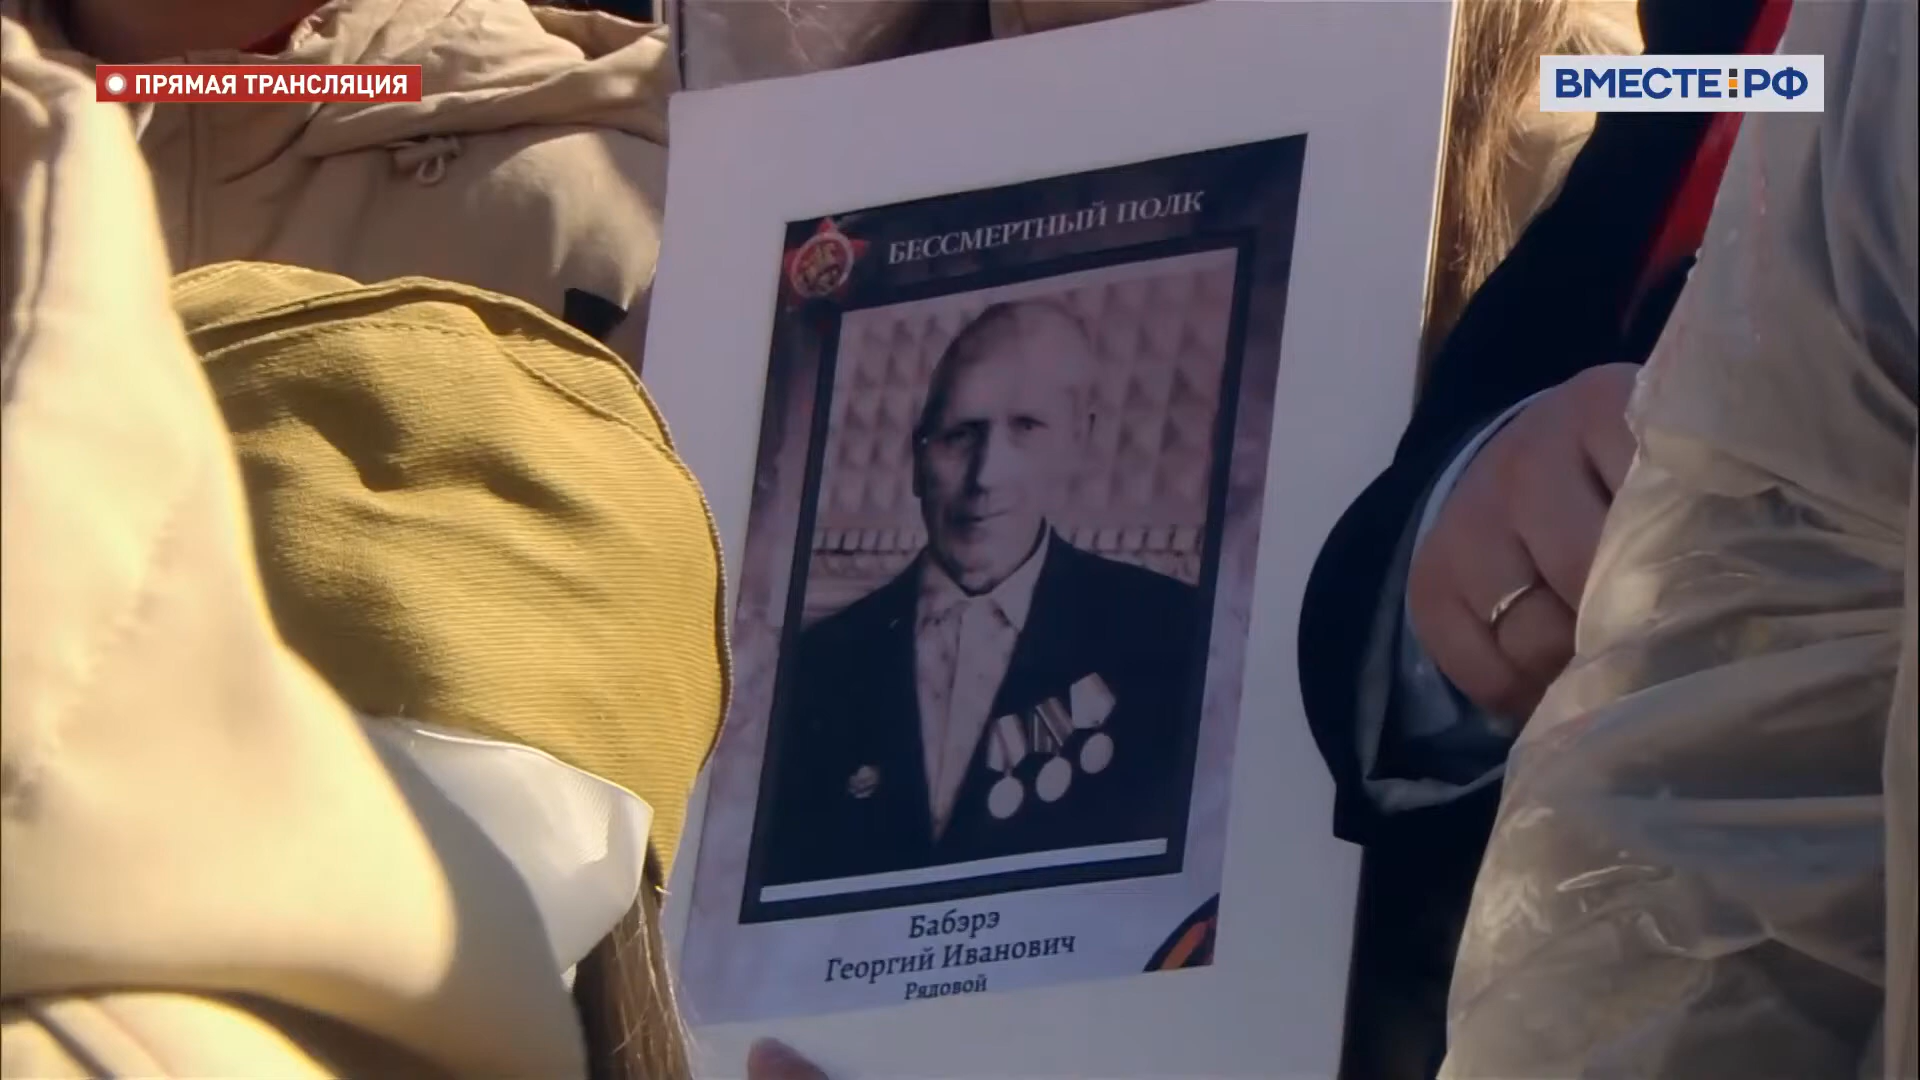 ПРЯМАЯ ТРАНСЛЯЦИЯ
ВМЕСТЕ:РФ
БЕССМЕРТНЫЙ ПОЛК
Бабэрэ
Георгий Иванович
Рядовой